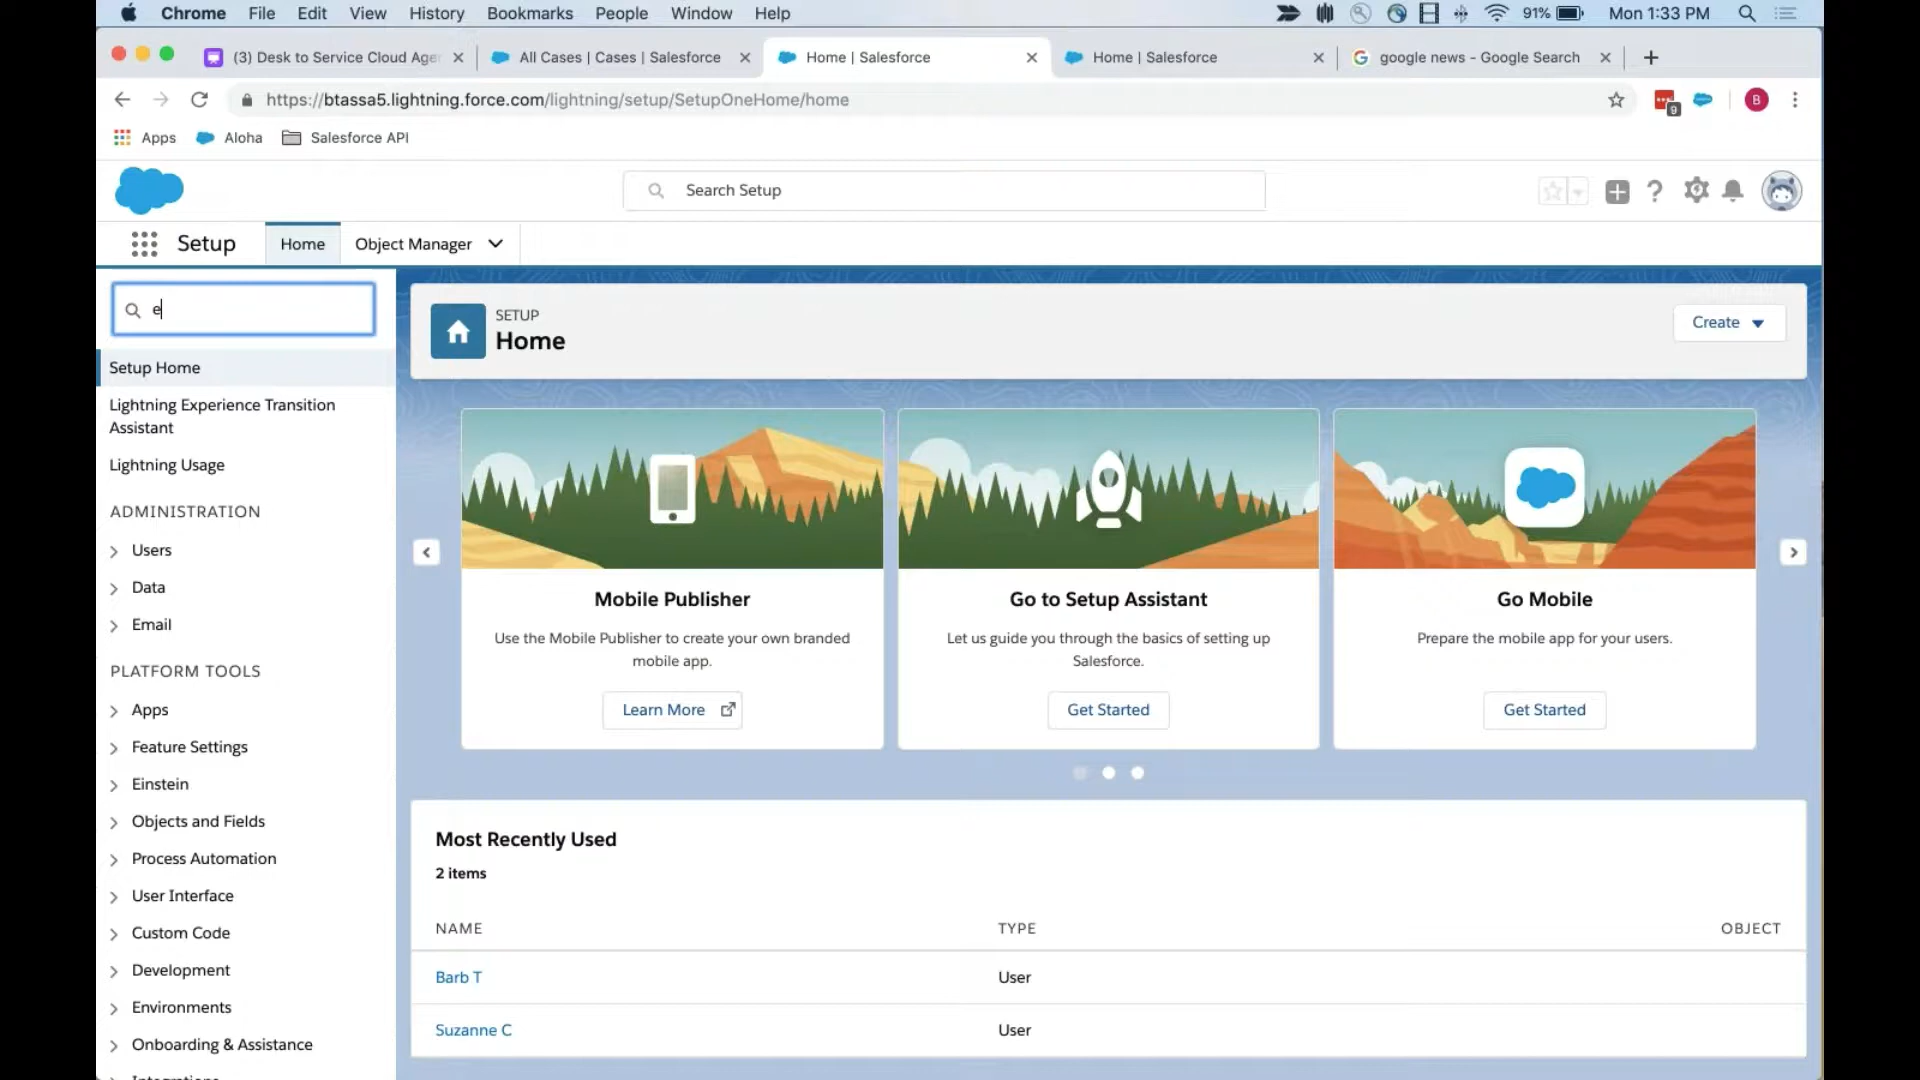 Chrome File Edit View History Bookmarks People Window Help 91% Mon 1:33 PM
(3) Desk to Service Cloud Age All Cases | Cases | Salesforce Home | Salesforce Home | Salesforce google news - Google Search
https://btassa5.lightning.force.com/lightning/setup/SetupOneHome/home 9 B
Apps Aloha Salesforce API
Search Setup
Setup Home Object Manager
e
Setup Home
Lightning Experience Transition
Assistant
Lightning Usage
ADMINISTRATION
Users
Data
Email
PLATFORM TOOLS
Apps
Feature Settings
Einstein
Objects and Fields
Process Automation
User Interface
Custom Code
Development
Environments
Onboarding & Assistance
SETUP
Home
Create
Mobile Publisher
Use the Mobile Publisher to create your own branded
mobile app.
Learn More
Go to Setup Assistant
Let us guide you through the basics of setting up
Salesforce.
Get Started
Go Mobile
Prepare the mobile app for your users.
Get Started
Most Recently Used
2 items
NAME TYPE OBJECT
Barb T User
Suzanne C User